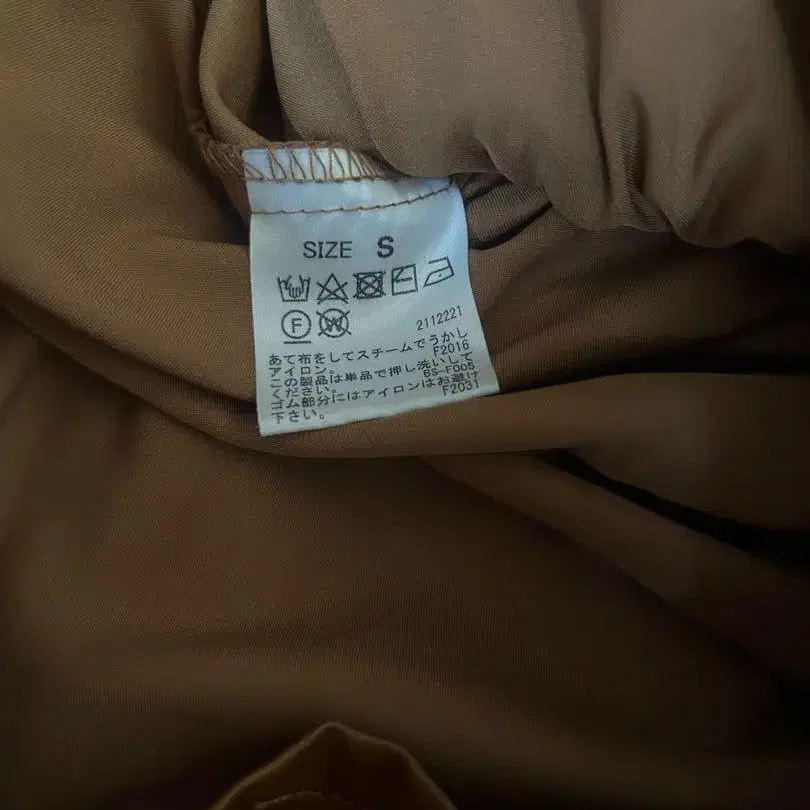 SIZE S
F W
2112221
あて布をしてスチームでうかし
F2016
アイロン。
この製品は単品で押し洗いして
BS-F005
ください。
ゴム部分にはアイロンはお避け
F2031
下さい。